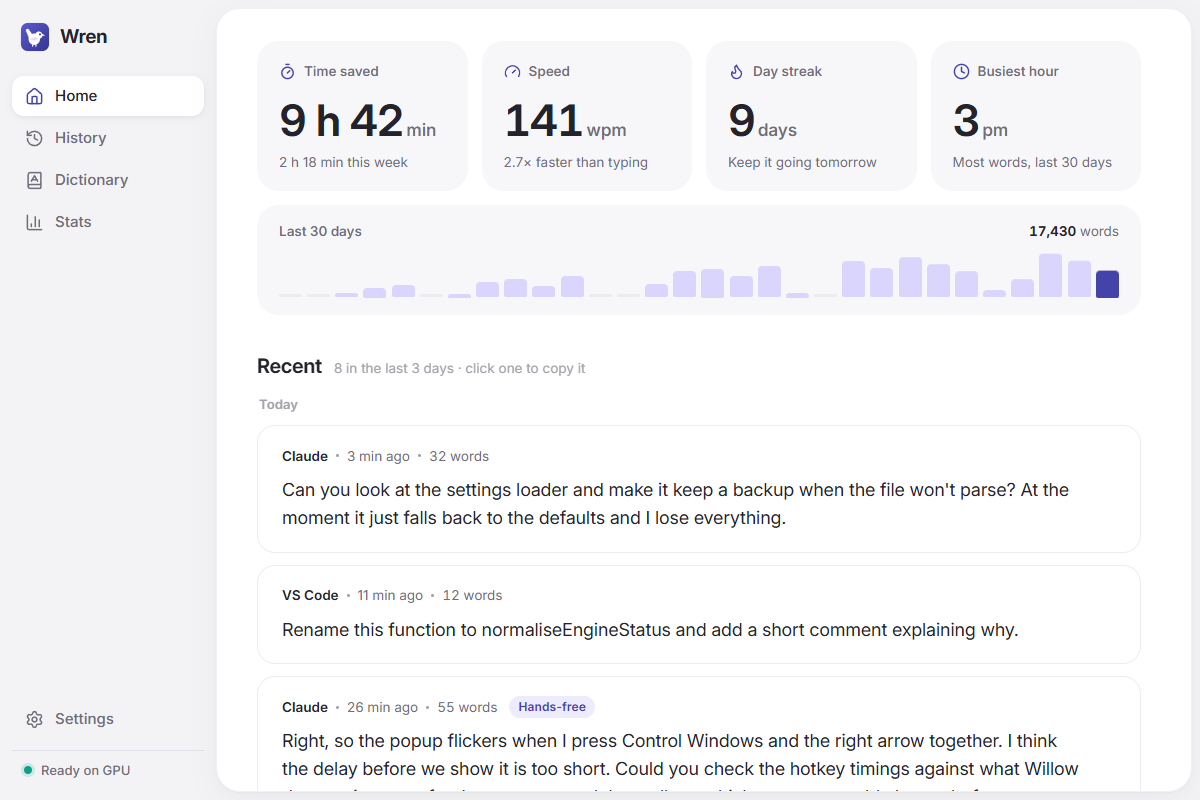 Wren
Home
History
Dictionary
Stats
Settings
Ready on GPU
Time saved
9 h 42 min
2 h 18 min this week
Speed
141 wpm
2.7× faster than typing
Day streak
9 days
Keep it going tomorrow
Busiest hour
3 pm
Most words, last 30 days
Last 30 days
17,430 words
Recent
8 in the last 3 days · click one to copy it
Today
Claude · 3 min ago · 32 words
Can you look at the settings loader and make it keep a backup when the file won't parse? At the
moment it just falls back to the defaults and I lose everything.
VS Code · 11 min ago · 12 words
Rename this function to normaliseEngineStatus and add a short comment explaining why.
Claude · 26 min ago · 55 words Hands-free
Right, so the popup flickers when I press Control Windows and the right arrow together. I think
the delay before we show it is too short. Could you check the hotkey timings against what Willow